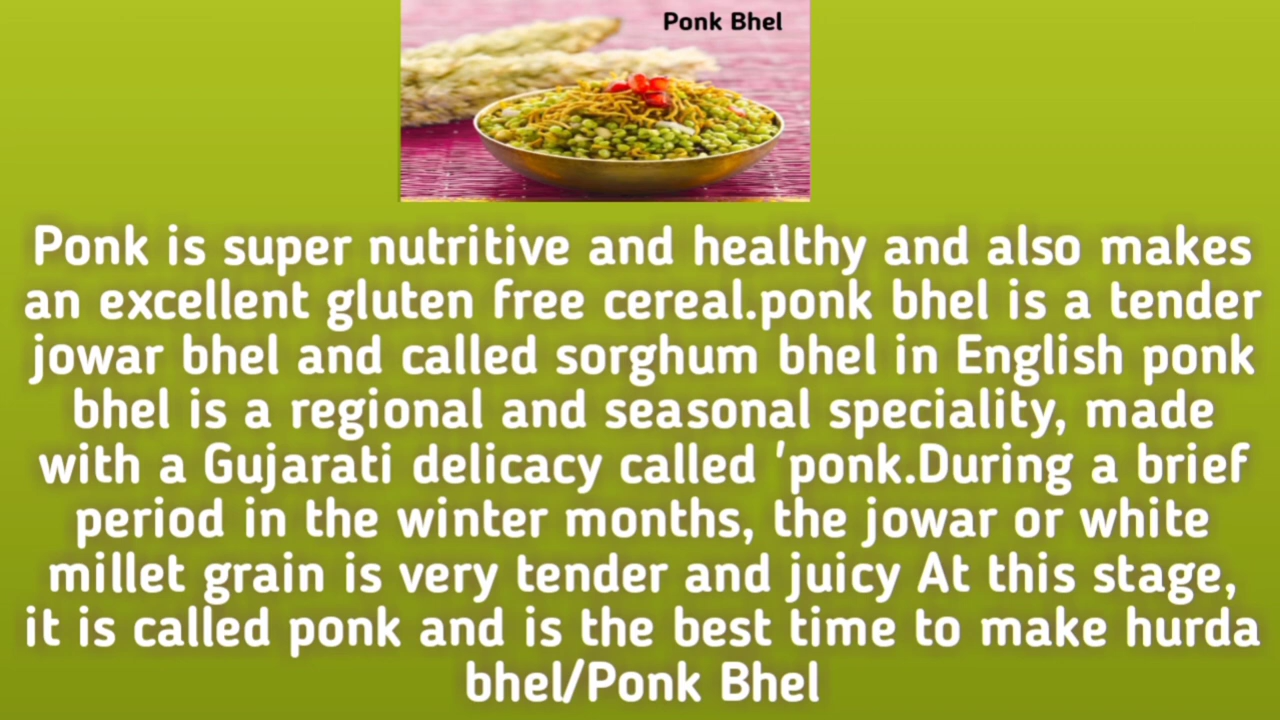 Ponk Bhel
Ponk is super nutritive and healthy and also makes
an excellent gluten free cereal.ponk bhel is a tender
jowar bhel and called sorghum bhel in English ponk
bhel is a regional and seasonal speciality, made
with a Gujarati delicacy called 'ponk.During a brief
period in the winter months, the jowar or white
millet grain is very tender and juicy At this stage,
it is called ponk and is the best time to make hurda
bhel/Ponk Bhel